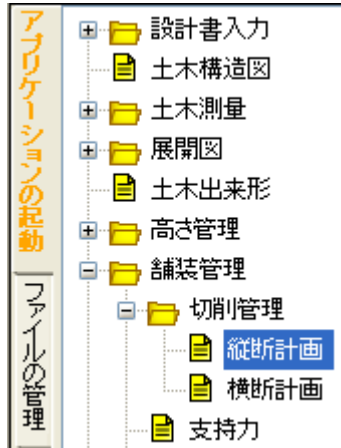 アプリケーションの起動
ファイルの管理
設計書入力
土木構造図
土木測量
展開図
土木出来形
高さ管理
舗装管理
切削管理
縦断計画
横断計画
支持力